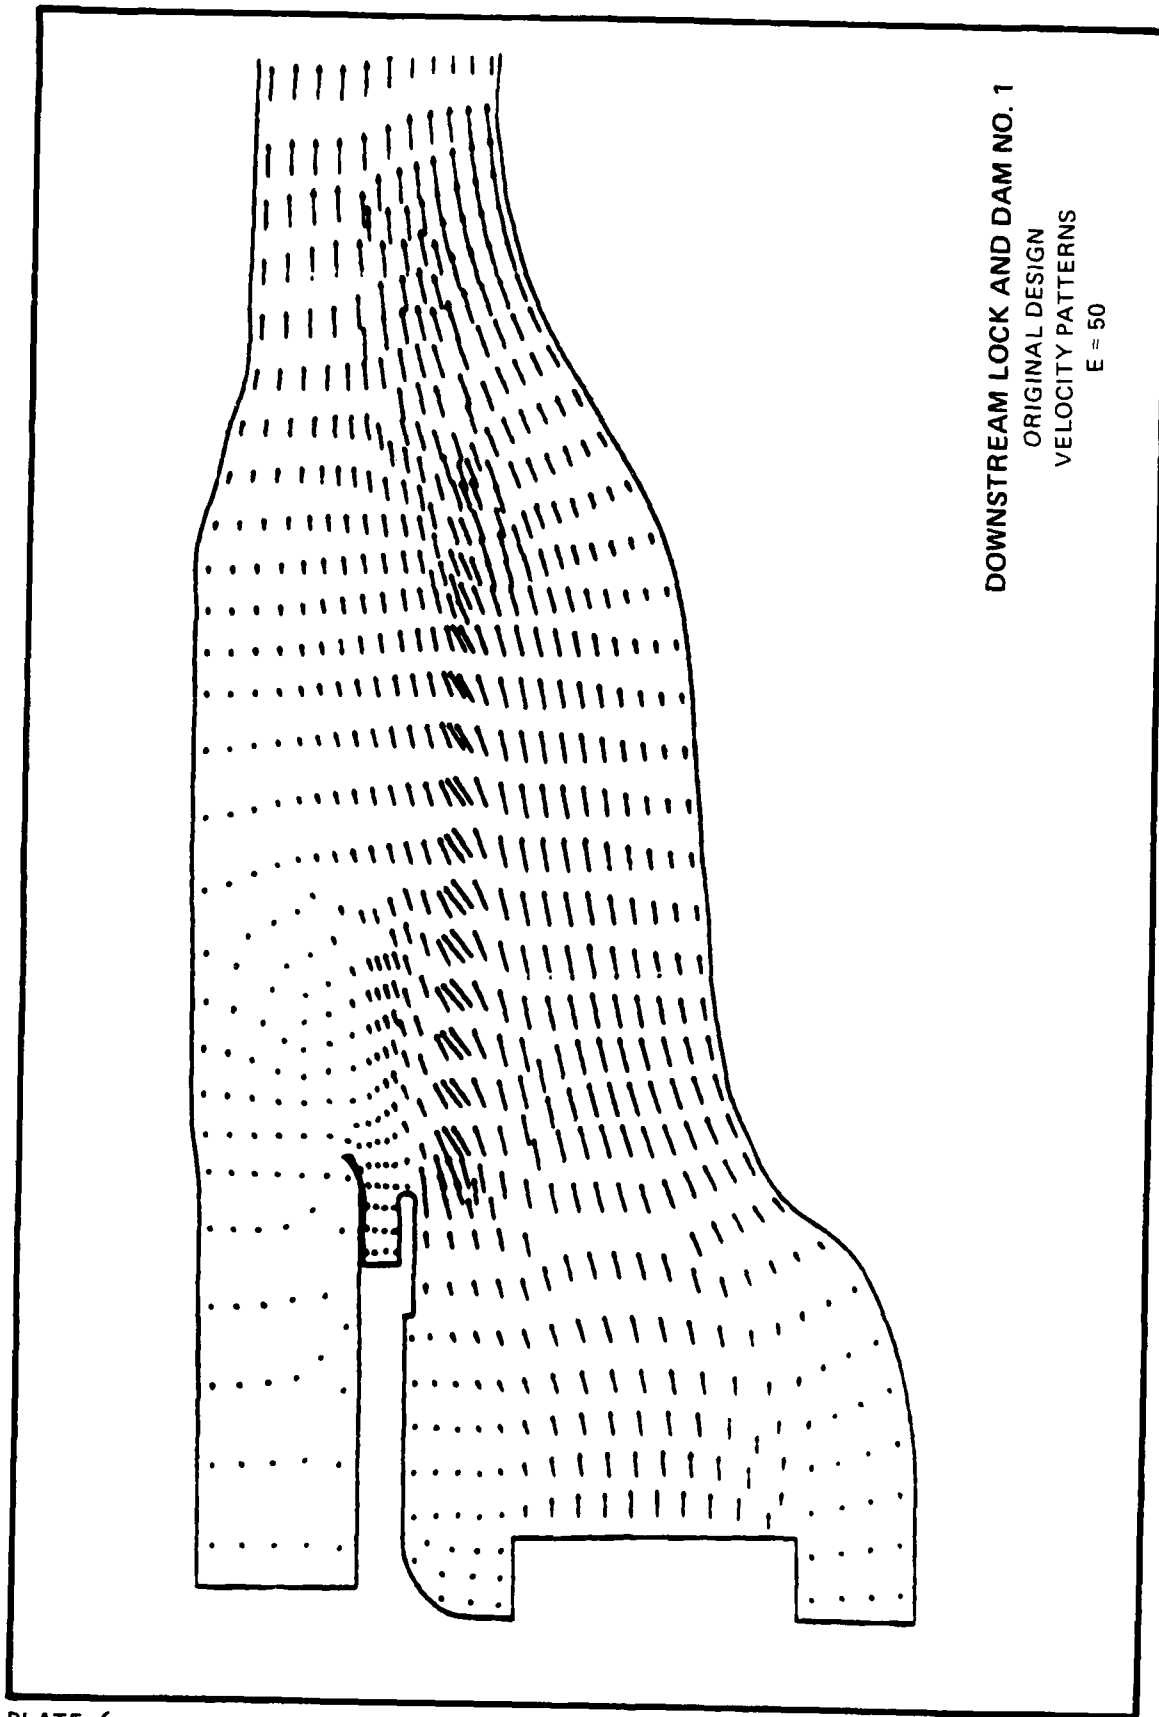 DOWNSTREAM LOCK AND DAM NO. 1
ORIGINAL DESIGN
VELOCITY PATTERNS
E = 50
PLATE 6